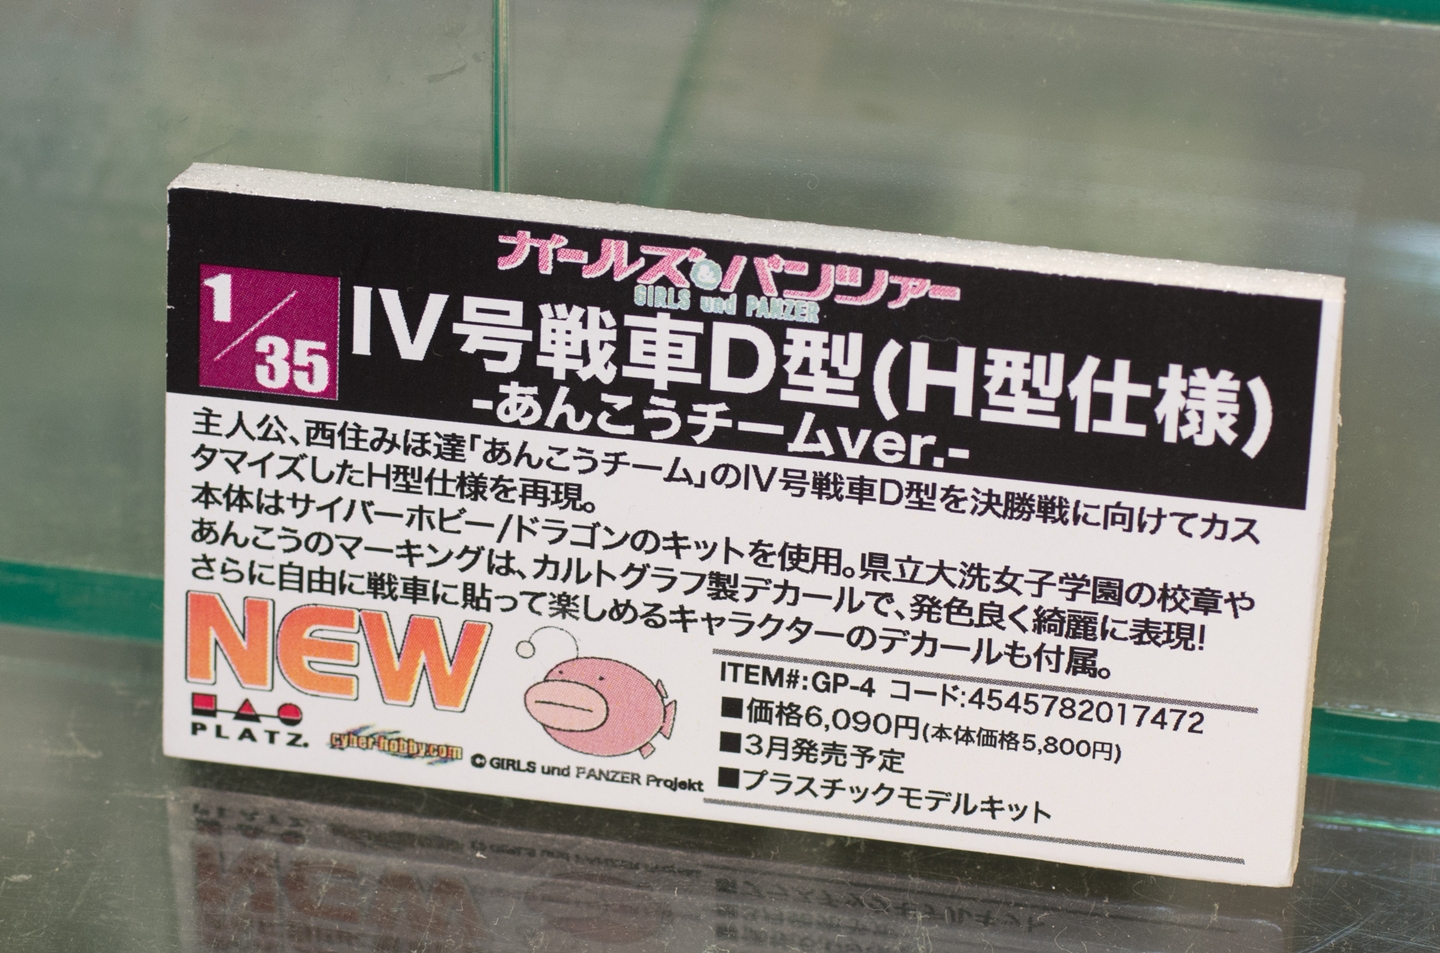 ガールズ&パンツァー
GIRLS und PANZER
1/35
IV号戦車D型(H型仕様)
-あんこうチームver.-
主人公、西住みほ達「あんこうチーム」のIV号戦車D型を決勝戦に向けてカス
タマイズしたH型仕様を再現。
本体はサイバーホビー/ドラゴンのキットを使用。県立大洗女子学園の校章や
あんこうのマーキングは、カルトグラフ製デカールで、発色良く綺麗に表現!
さらに自由に戦車に貼って楽しめるキャラクターのデカールも付属。
NEW
PLATZ.
cyber-hobby.com
© GIRLS und PANZER Projekt
ITEM#:GP-4 コード:4545782017472
■価格6,090円(本体価格5,800円)
■3月発売予定
■プラスチックモデルキット